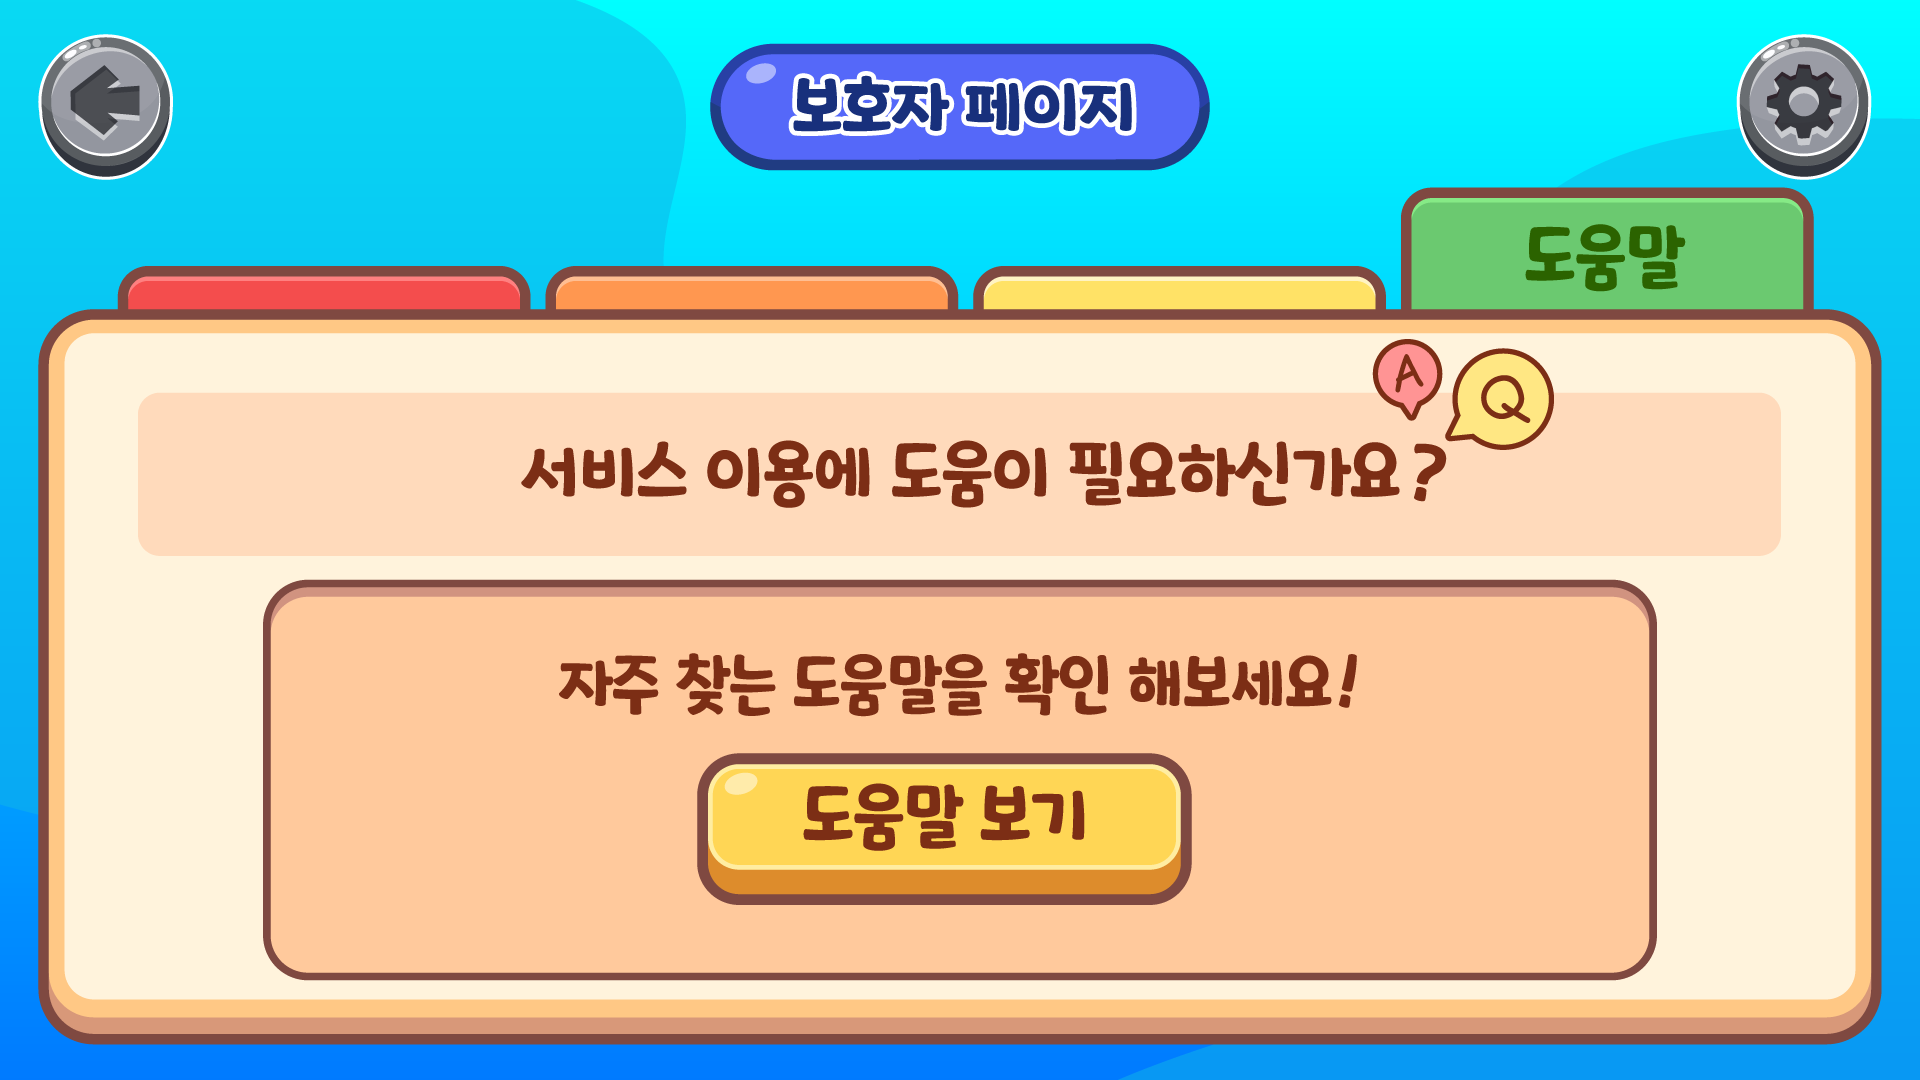 보호자 페이지
도움말
A
Q
서비스 이용에 도움이 필요하신가요?
자주 찾는 도움말을 확인 해보세요!
도움말 보기